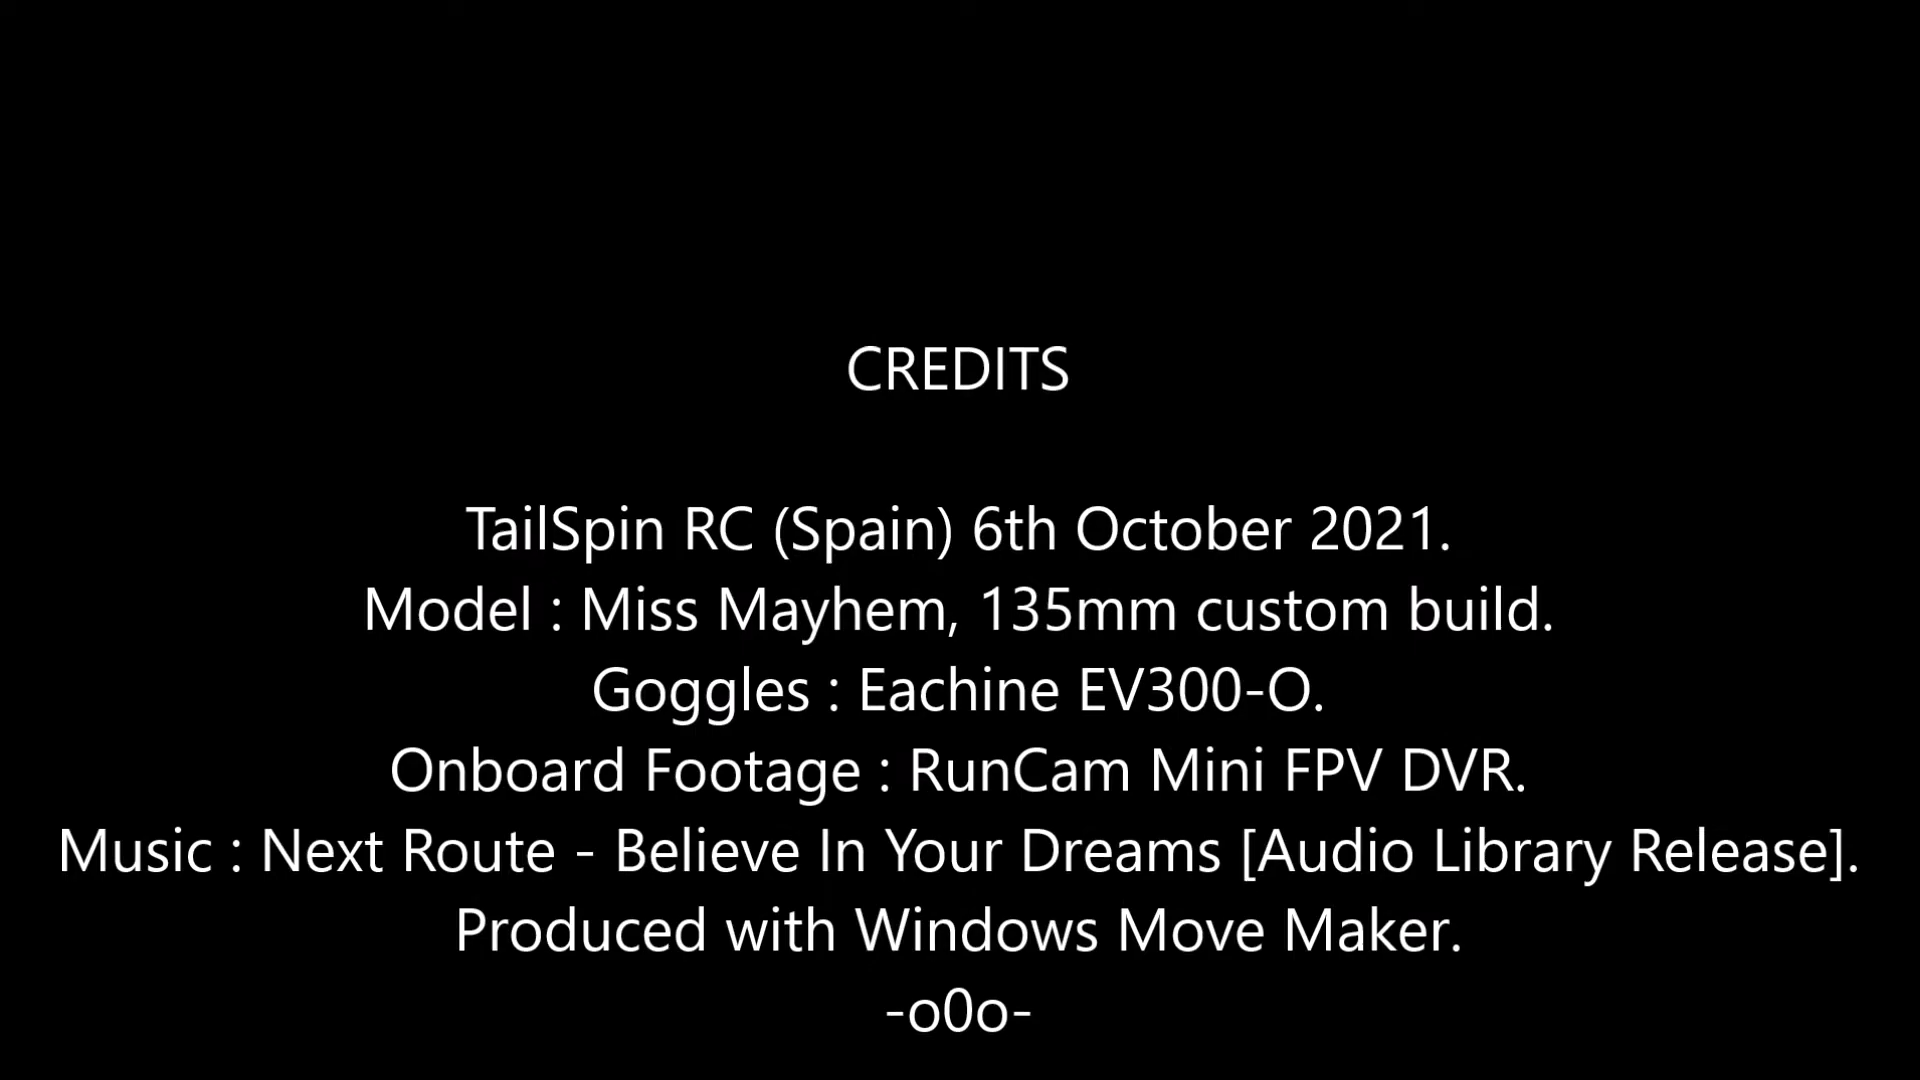 CREDITS
TailSpin RC (Spain) 6th October 2021.
Model : Miss Mayhem, 135mm custom build.
Goggles : Eachine EV300-O.
Onboard Footage : RunCam Mini FPV DVR.
Music : Next Route - Believe In Your Dreams [Audio Library Release].
Produced with Windows Move Maker.
-o0o-